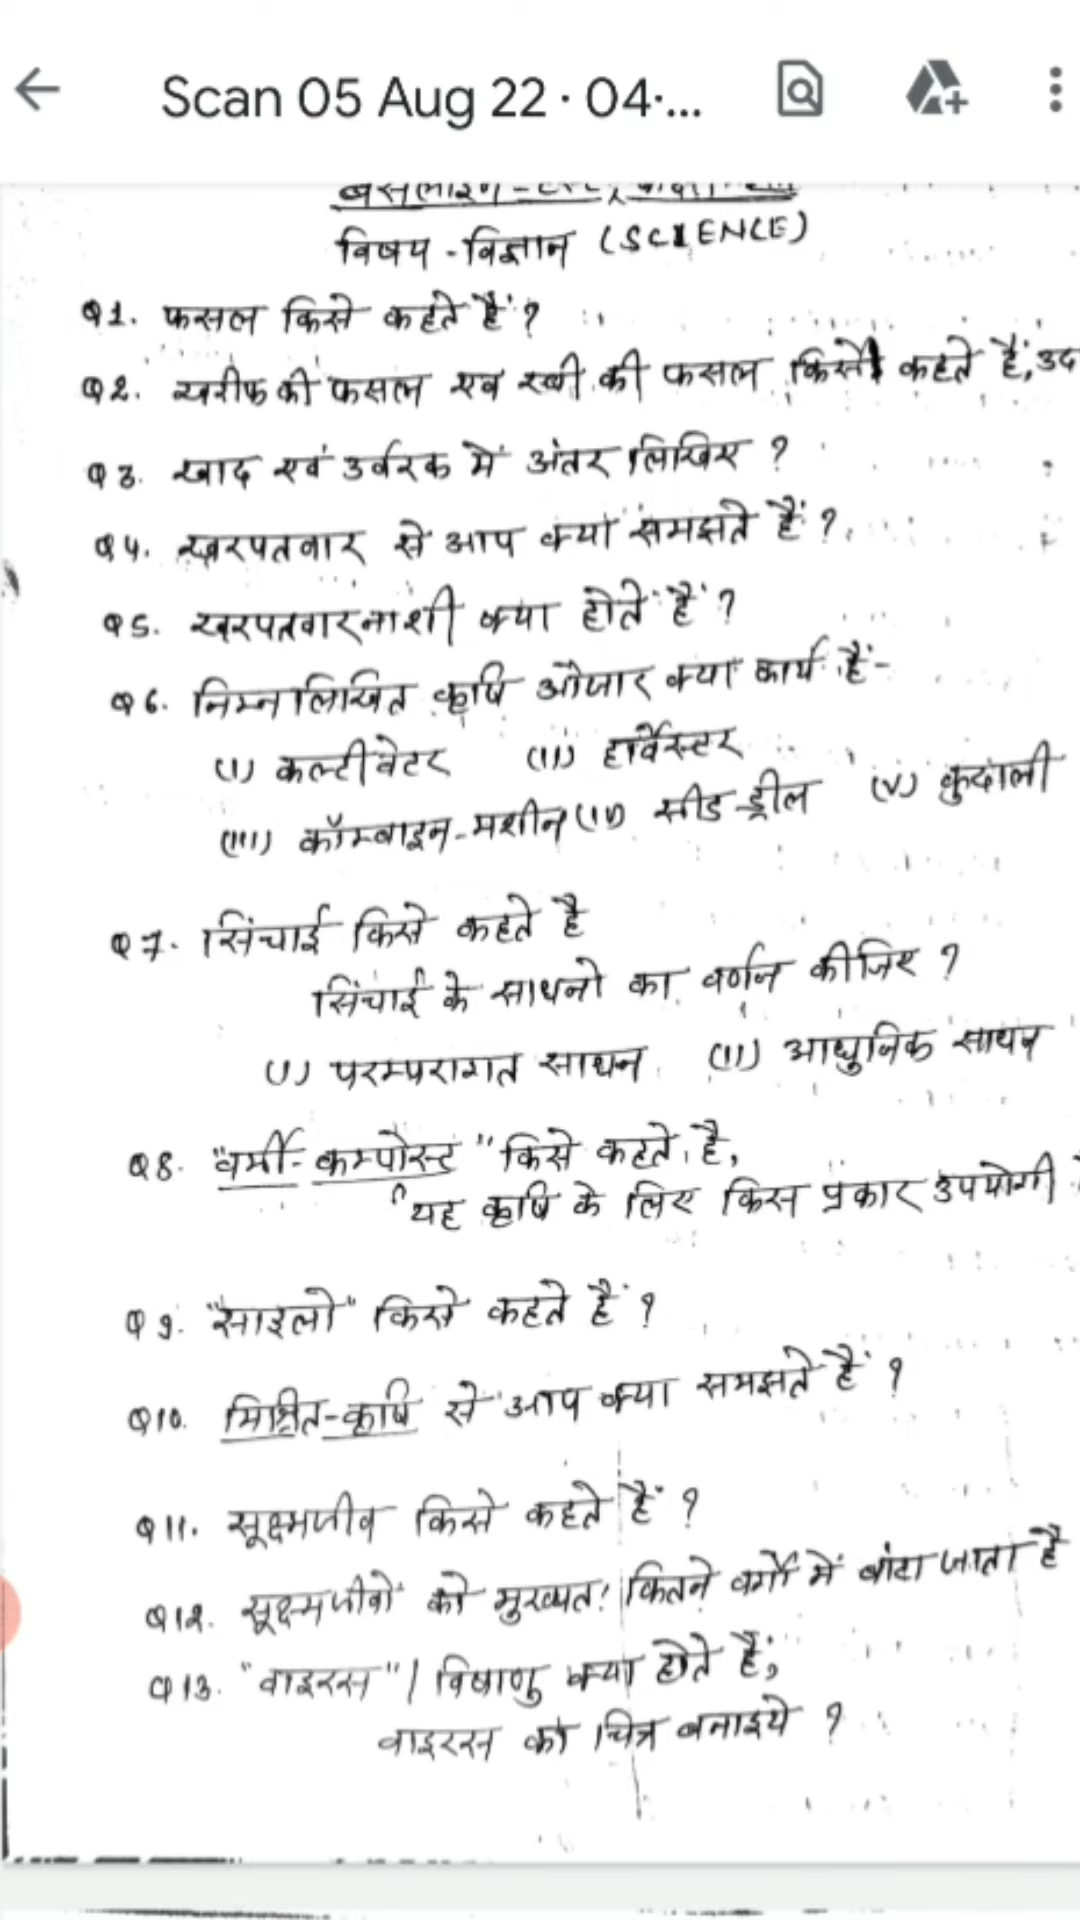 Scan 05 Aug 22 · 04·...
विषय - विज्ञान (SCIENCE)
Q1. फसल किसे कहते हैं ?
Q2. खरीफ की फसल एवं रबी की फसल किसे कहते हैं, उद
Q3. खाद एवं उर्वरक में अंतर लिखिए ?
Q4. खरपतवार से आप क्या समझते हैं ?
Q5. खरपतवारनाशी क्या होते हैं ?
Q6. निम्नलिखित कृषि औजार क्या कार्य हैं -
(I) कल्टीवेटर (II) हार्वेस्टर
(III) कॉम्बाइन-मशीन (IV) सीड-ड्रील (V) कुदाली
Q7. सिंचाई किसे कहते है
सिंचाई के साधनो का वर्णन कीजिए ?
(I) परम्परागत साधन (II) आधुनिक साधन
Q8. "वर्मी-कम्पोस्ट" किसे कहते है,
यह कृषि के लिए किस प्रकार उपयोगी
Q9. "साइलो" किसे कहते हैं ?
Q10. मिश्रित-कृषि से आप क्या समझते हैं ?
Q11. सूक्ष्मजीव किसे कहते हैं ?
Q12. सूक्ष्मजीवों को मुख्यतः कितने वर्गों में बांटा जाता है
Q13. "वाइरस" / विषाणु क्या होते हैं;
वाइरस का चित्र बनाइये ?